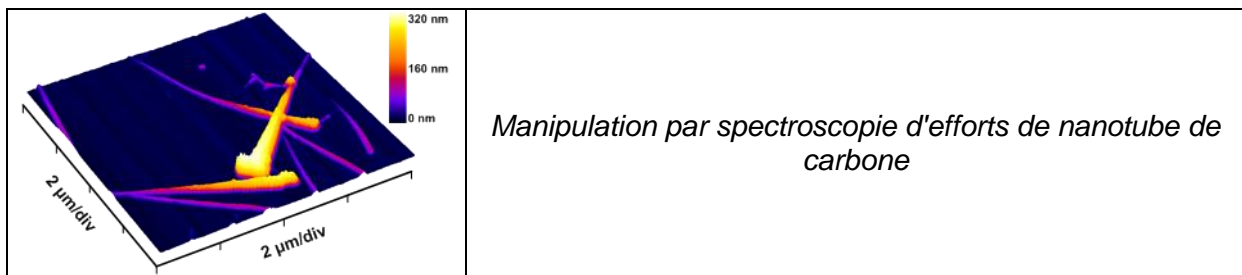 320 nm
160 nm
0 nm
2 µm/div
2 µm/div
Manipulation par spectroscopie d'efforts de nanotube de
carbone